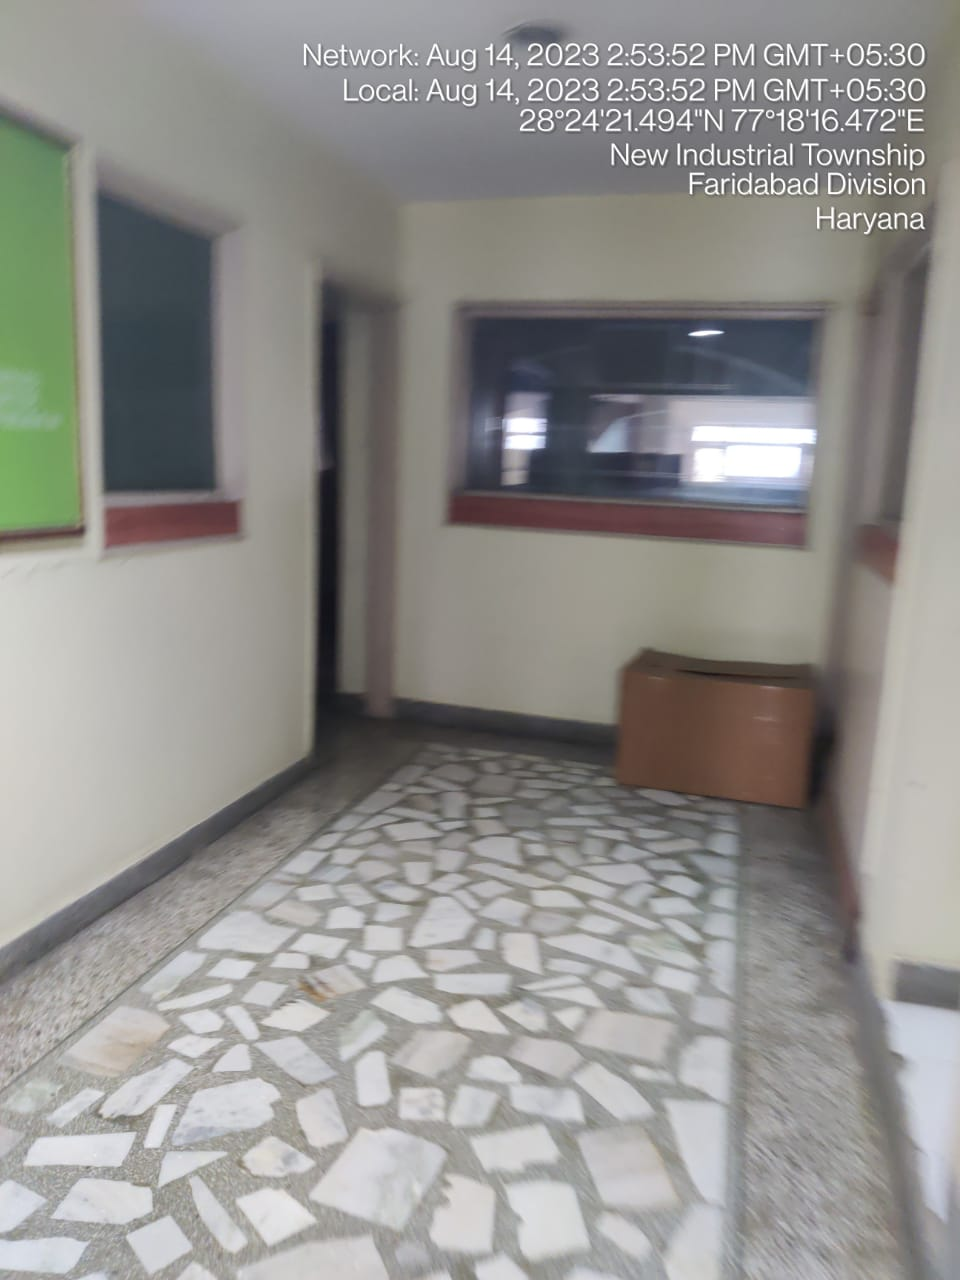 Network: Aug 14, 2023 2:53:52 PM GMT+05:30
Local: Aug 14, 2023 2:53:52 PM GMT+05:30
28°24'21.494"N 77°18'16.472"E
New Industrial Township
Faridabad Division
Haryana